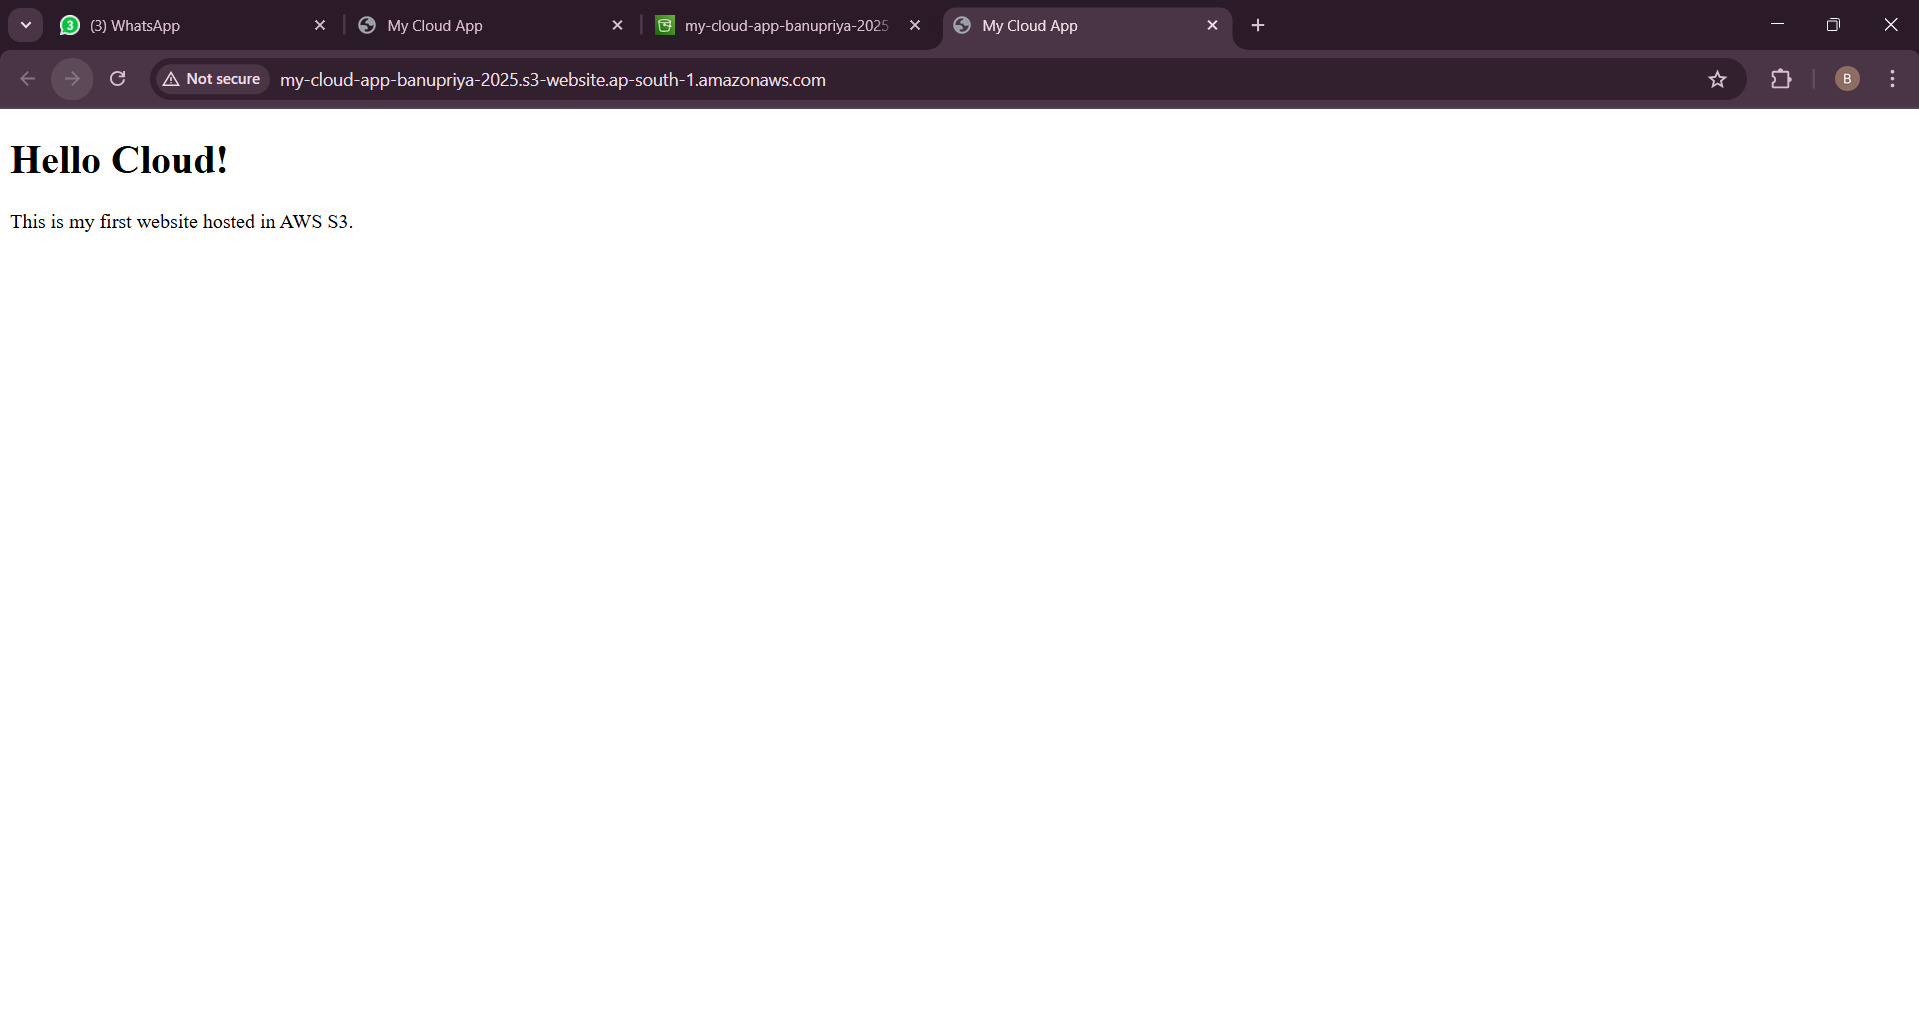 3 (3) WhatsApp
My Cloud App
my-cloud-app-banupriya-2025
My Cloud App
Not secure
my-cloud-app-banupriya-2025.s3-website.ap-south-1.amazonaws.com
B
Hello Cloud!
This is my first website hosted in AWS S3.